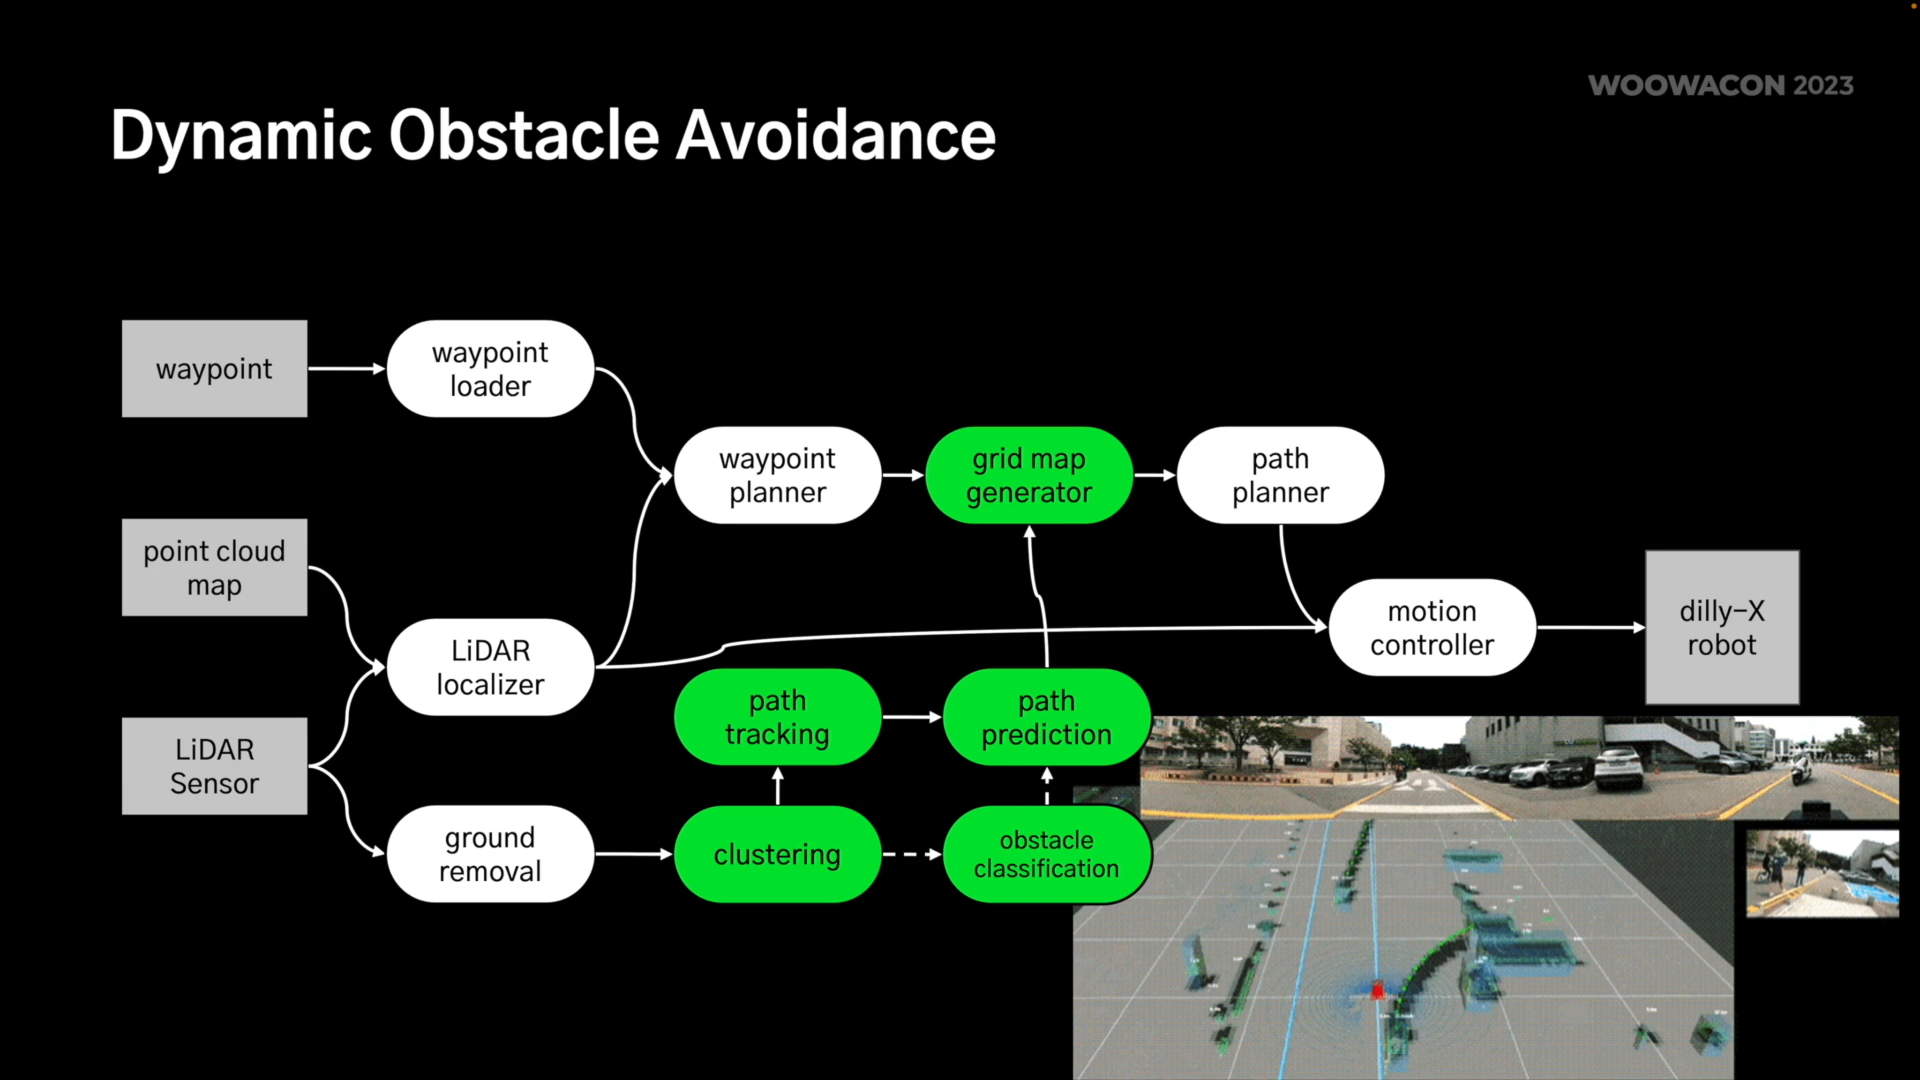 WOOWACON 2023
Dynamic Obstacle Avoidance
waypoint
waypoint
loader
waypoint
planner
grid map
generator
path
planner
point cloud
map
LiDAR
localizer
motion
controller
dilly-X
robot
LiDAR
Sensor
path
tracking
path
prediction
ground
removal
clustering
obstacle
classification